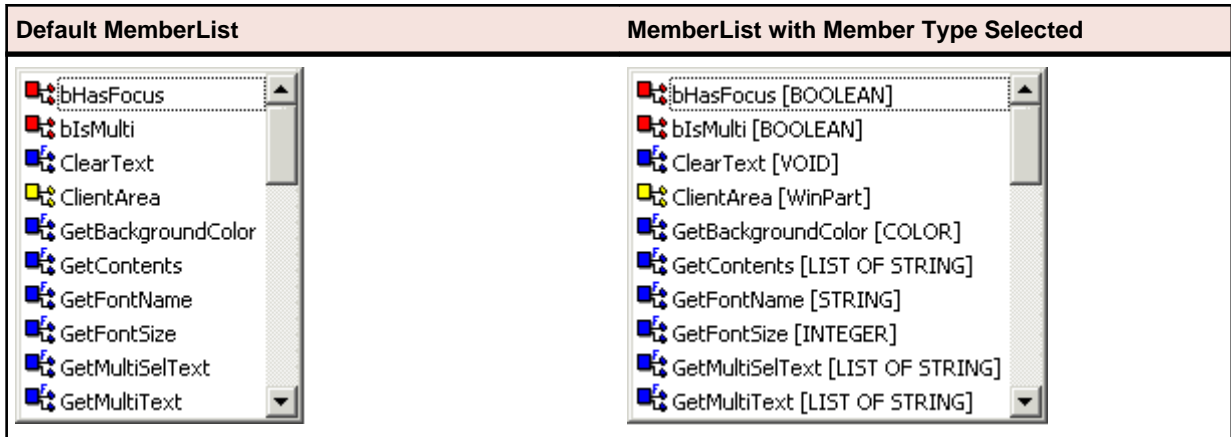 Default MemberList
MemberList with Member Type Selected
bHasFocus
bIsMulti
ClearText
ClientArea
GetBackgroundColor
GetContents
GetFontName
GetFontSize
GetMultiSelText
GetMultiText
bHasFocus [BOOLEAN]
bIsMulti [BOOLEAN]
ClearText [VOID]
ClientArea [WinPart]
GetBackgroundColor [COLOR]
GetContents [LIST OF STRING]
GetFontName [STRING]
GetFontSize [INTEGER]
GetMultiSelText [LIST OF STRING]
GetMultiText [LIST OF STRING]